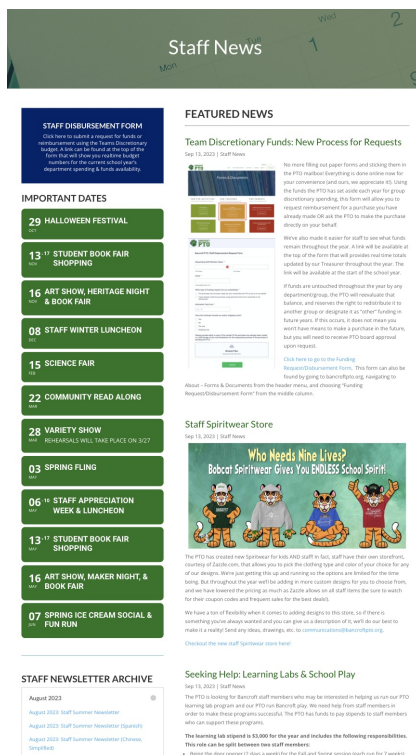 Wed
2
Tue
1
Mon
Staff News
STAFF DISBURSEMENT FORM
Click here to submit a request for funds or
reimbursement using the Teams Discretionary
budget. A link can be found at the top of the
form that will show you realtime budget
numbers for the current school year's
department spending & funds availability.
IMPORTANT DATES
29 HALLOWEEN FESTIVAL
OCT
13-17 STUDENT BOOK FAIR
NOV SHOPPING
16 ART SHOW, HERITAGE NIGHT
NOV & BOOK FAIR
08 STAFF WINTER LUNCHEON
DEC
15 SCIENCE FAIR
FEB
22 COMMUNITY READ ALONG
MAR
28 VARIETY SHOW
MAR REHEARSALS WILL TAKE PLACE ON 3/27
03 SPRING FLING
MAY
06-10 STAFF APPRECIATION
MAY WEEK & LUNCHEON
13-17 STUDENT BOOK FAIR
MAY SHOPPING
16 ART SHOW, MAKER NIGHT, &
MAY BOOK FAIR
07 SPRING ICE CREAM SOCIAL &
JUN FUN RUN
STAFF NEWSLETTER ARCHIVE
August 2023
August 2023: Staff Summer Newsletter
August 2023: Staff Summer Newsletter (Spanish)
August 2023: Staff Summer Newsletter (Chinese,
Simplified)
FEATURED NEWS
Team Discretionary Funds: New Process for Requests
Sep 13, 2023 | Staff News
PTO
Forms & Documents
PTO
No more filling out paper forms and sticking them in
the PTO mailbox! Everything is done online now for
your convenience (and ours, we appreciate it!). Using
the funds the PTO has set aside each year for group
discretionary spending, this form will allow you to
request reimbursement for a purchase you have
already made OR ask the PTO to make the purchase
directly on your behalf.
We've also made it easier for staff to see what funds
remain throughout the year. A link will be available at
the top of the form that will provides real time totals
updated by our Treasurer throughout the year. The
link will be available at the start of the school year.
If funds are untouched throughout the year by any
department/group, the PTO will reevaluate that
balance, and reserves the right to redistribute it to
another group or designate it as "other" funding in
future years. If this occurs, it does not mean you
won't have means to make a purchase in the future,
but you will need to receive PTO board approval
upon request.
Click here to go to the Funding
Request/Disbursement Form. This form can also be
found by going to bancroftpto.org, navigating to
About – Forms & Documents from the header menu, and choosing "Funding
Request/Disbursement Form" from the middle column.
Staff Spiritwear Store
Sep 13, 2023 | Staff News
Who Needs Nine Lives?
Bobcat Spiritwear Gives You ENDLESS School Spirit!
The PTO has created new Spiritwear for kids AND staff! In fact, staff have their own storefront,
courtesy of Zazzle.com, that allows you to pick the clothing type and color of your choice for any
of our designs. We're just getting this up and running so the options are limited for the time
being. But throughout the year we'll be adding in more custom designs for you to choose from,
and we have lowered the pricing as much as Zazzle allows on all staff items (be sure to watch
for their coupon codes and frequent sales for the best deals!).
We have a ton of flexibility when it comes to adding designs to this store, so if there is
something you've always wanted and you can give us a description of it, we'll do our best to
make it a reality! Send any ideas, drawings, etc. to communications@bancroftpto.org.
Checkout the new staff Spiritwear Store!
Seeking Help: Learning Labs & School Play
Sep 13, 2023 | Staff News
The PTO is looking for Bancroft staff members who may be interested in helping us run our PTO
learning lab program and our PTO-run Bancroft play. We need help from staff members in
order to make these programs successful. The PTO has funds to pay stipends to staff members
who can support these programs.
The learning lab stipend is $3,000 for the year and includes the following responsibilities.
This role can be split between two staff members: